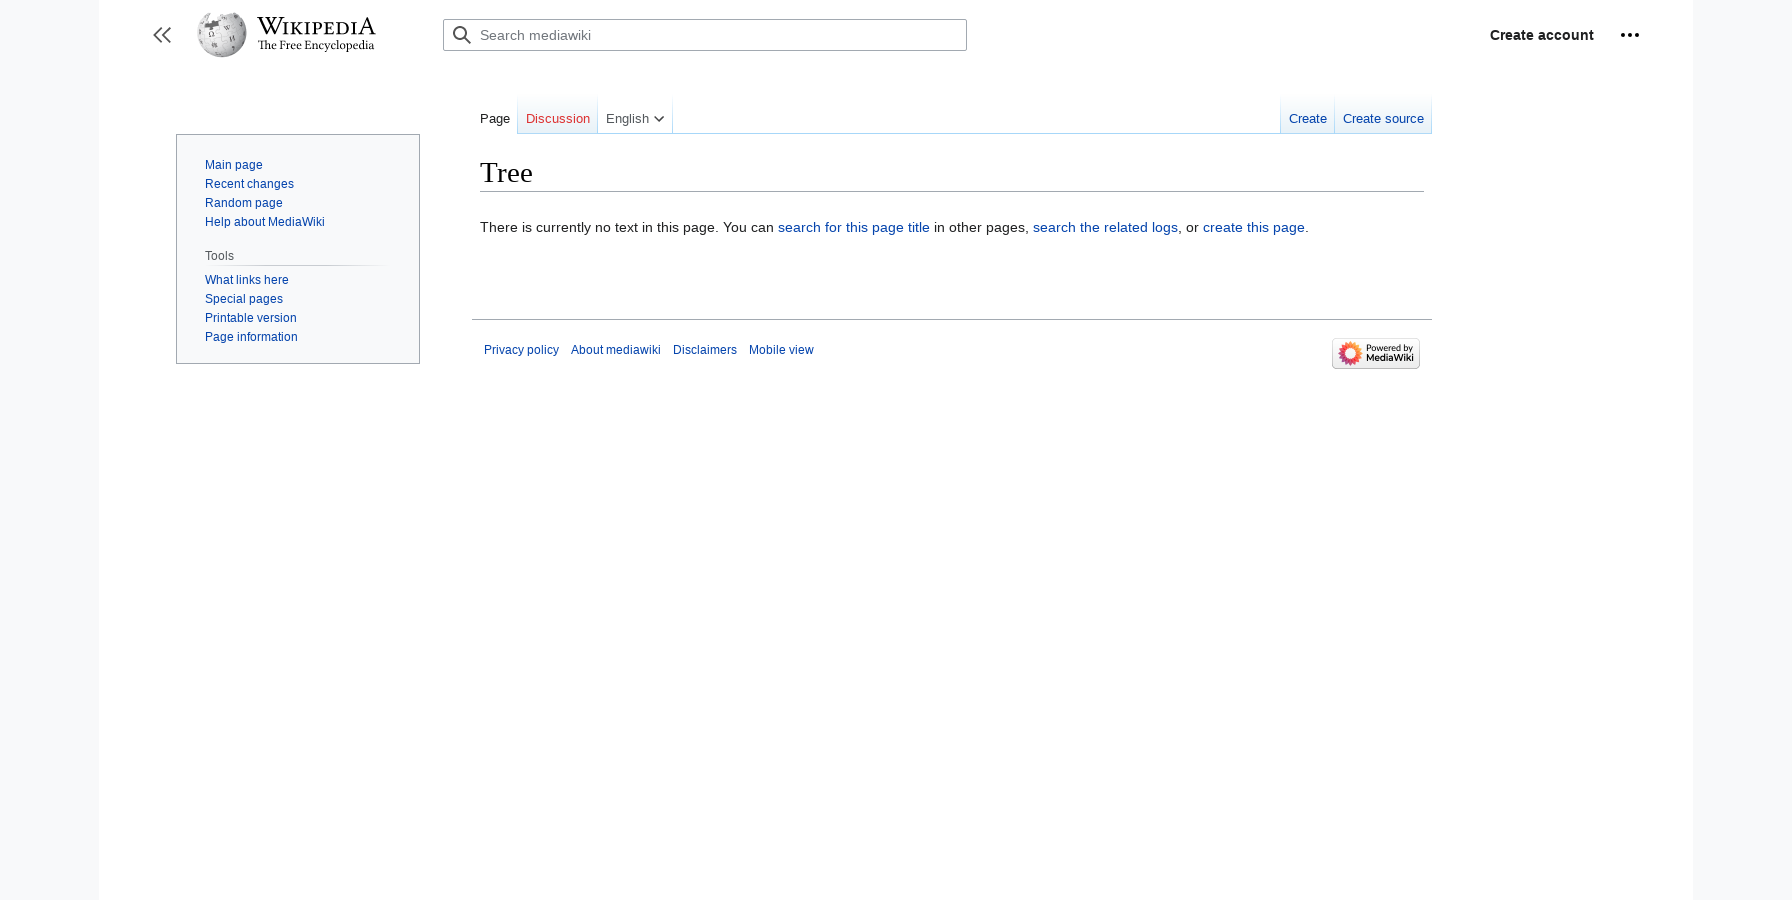 WIKIPEDIA
The Free Encyclopedia
Search mediawiki
Create account
Page
Discussion
English
Create
Create source
Main page
Recent changes
Random page
Help about MediaWiki
Tools
What links here
Special pages
Printable version
Page information
Tree
There is currently no text in this page. You can search for this page title in other pages, search the related logs, or create this page.
Privacy policy
About mediawiki
Disclaimers
Mobile view
Powered by
MediaWiki